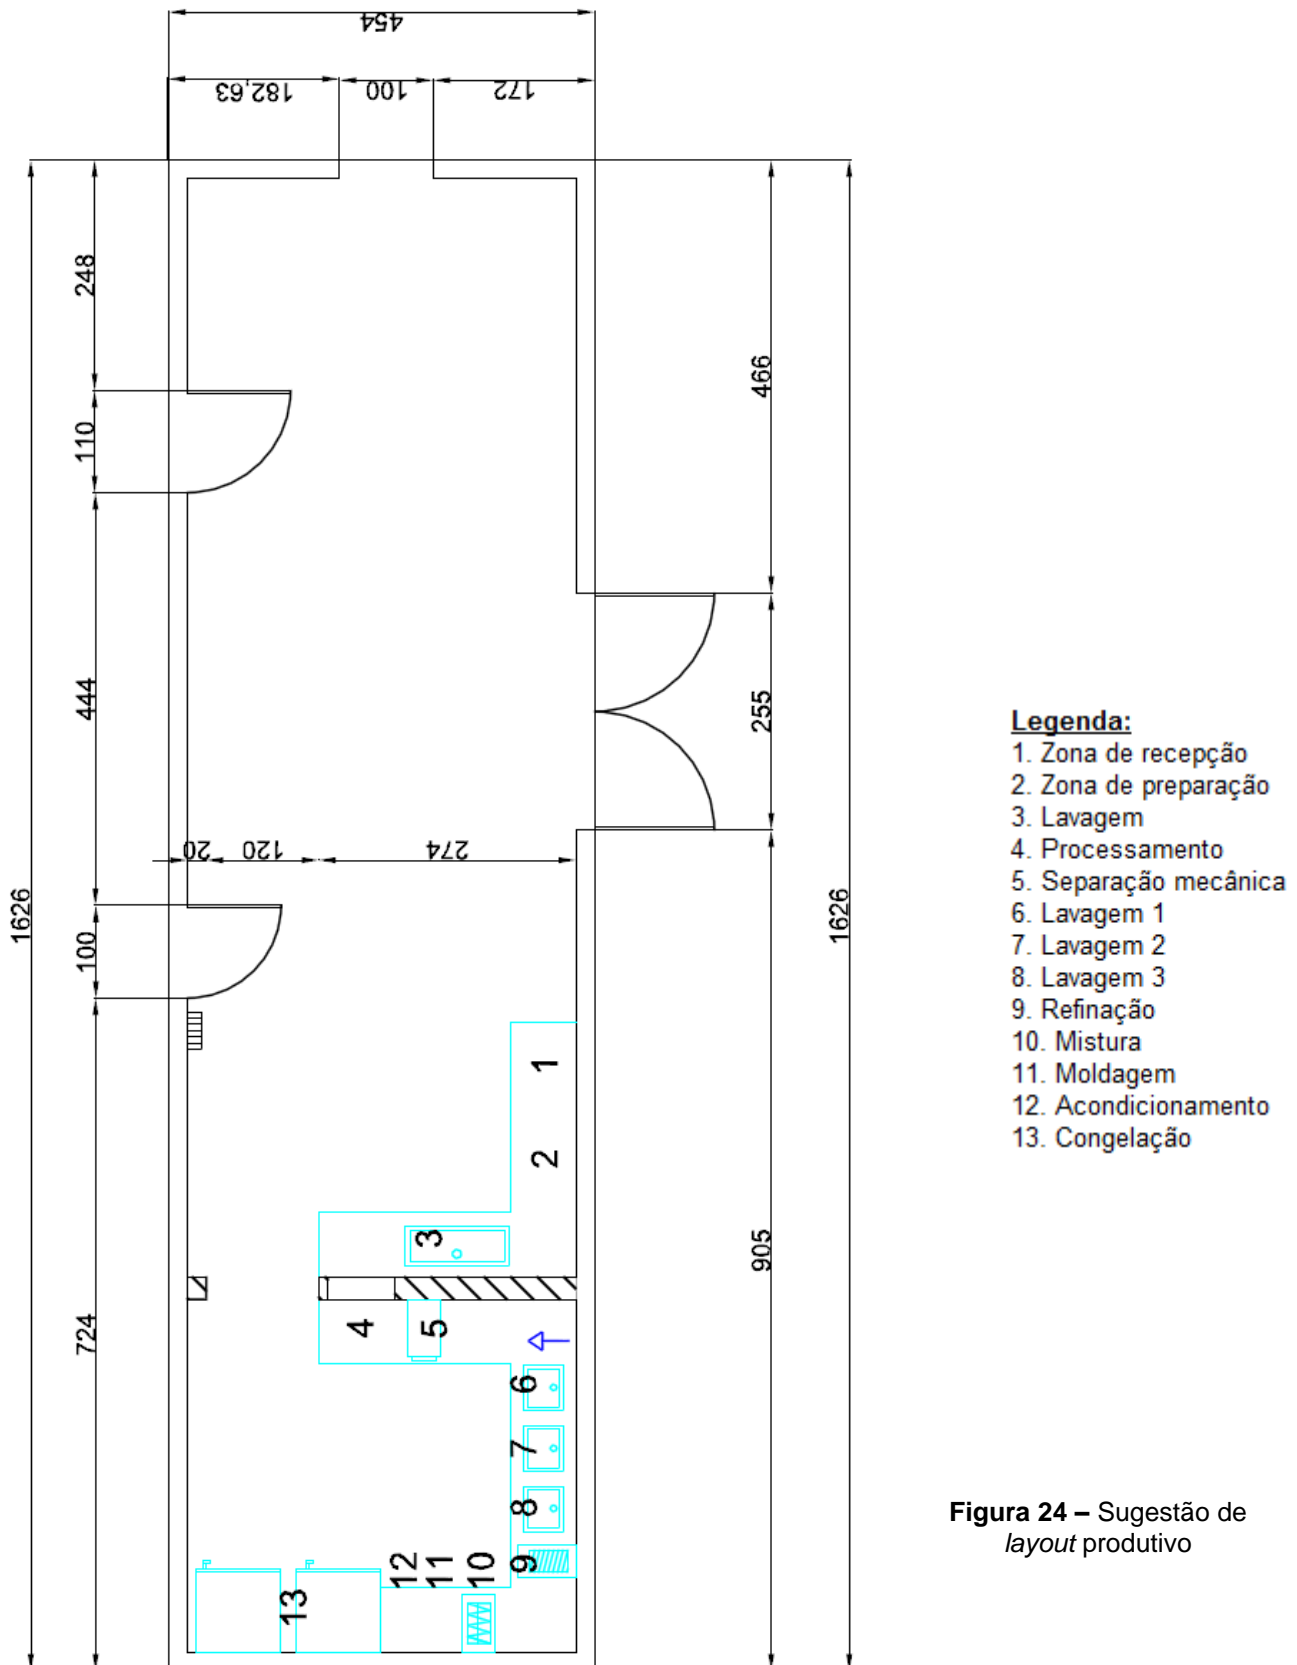 454
182,63
100
172
248
110
444
100
724
1626
466
255
905
1626
20
120
274
1
2
3
4
5
6
7
8
9
10
11
12
13
Legenda:
1. Zona de recepção
2. Zona de preparação
3. Lavagem
4. Processamento
5. Separação mecânica
6. Lavagem 1
7. Lavagem 2
8. Lavagem 3
9. Refinação
10. Mistura
11. Moldagem
12. Acondicionamento
13. Congelação
Figura 24 – Sugestão de
layout produtivo